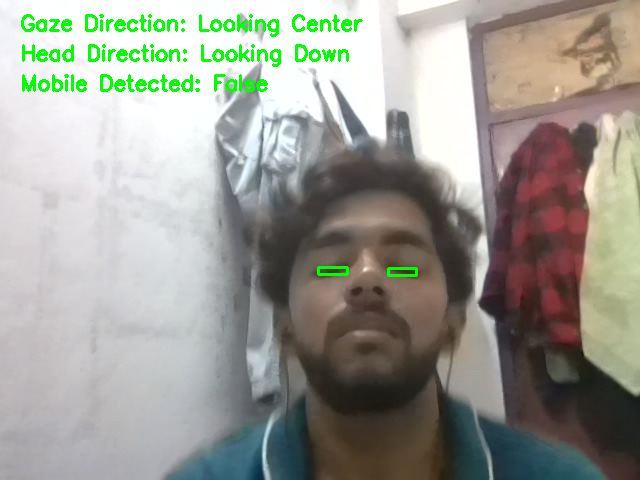 Gaze Direction: Looking Center
Head Direction: Looking Down
Mobile Detected: False